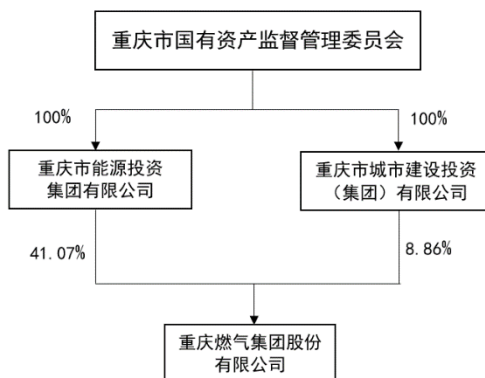 重庆市国有资产监督管理委员会
100%
100%
重庆市能源投资
集团有限公司
重庆市城市建设投资
（集团）有限公司
41.07%
8.86%
重庆燃气集团股份
有限公司